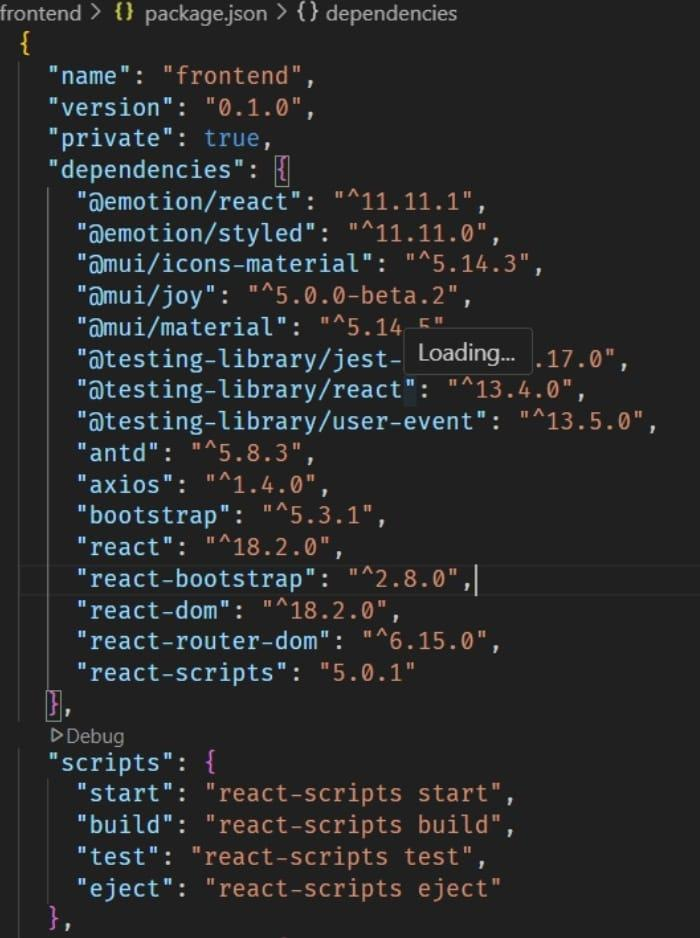 frontend > {} package.json > {} dependencies
{
"name": "frontend",
"version": "0.1.0",
"private": true,
"dependencies": {
"@emotion/react": "^11.11.1",
"@emotion/styled": "^11.11.0",
"@mui/icons-material": "^5.14.3",
"@mui/joy": "^5.0.0-beta.2",
"@mui/material": "^5.14.5"
"@testing-library/jest- .17.0",
Loading...
"@testing-library/react": "^13.4.0",
"@testing-library/user-event": "^13.5.0",
"antd": "^5.8.3",
"axios": "^1.4.0",
"bootstrap": "^5.3.1",
"react": "^18.2.0",
"react-bootstrap": "^2.8.0",
"react-dom": "^18.2.0",
"react-router-dom": "^6.15.0",
"react-scripts": "5.0.1"
},
Debug
"scripts": {
"start": "react-scripts start",
"build": "react-scripts build",
"test": "react-scripts test",
"eject": "react-scripts eject"
},